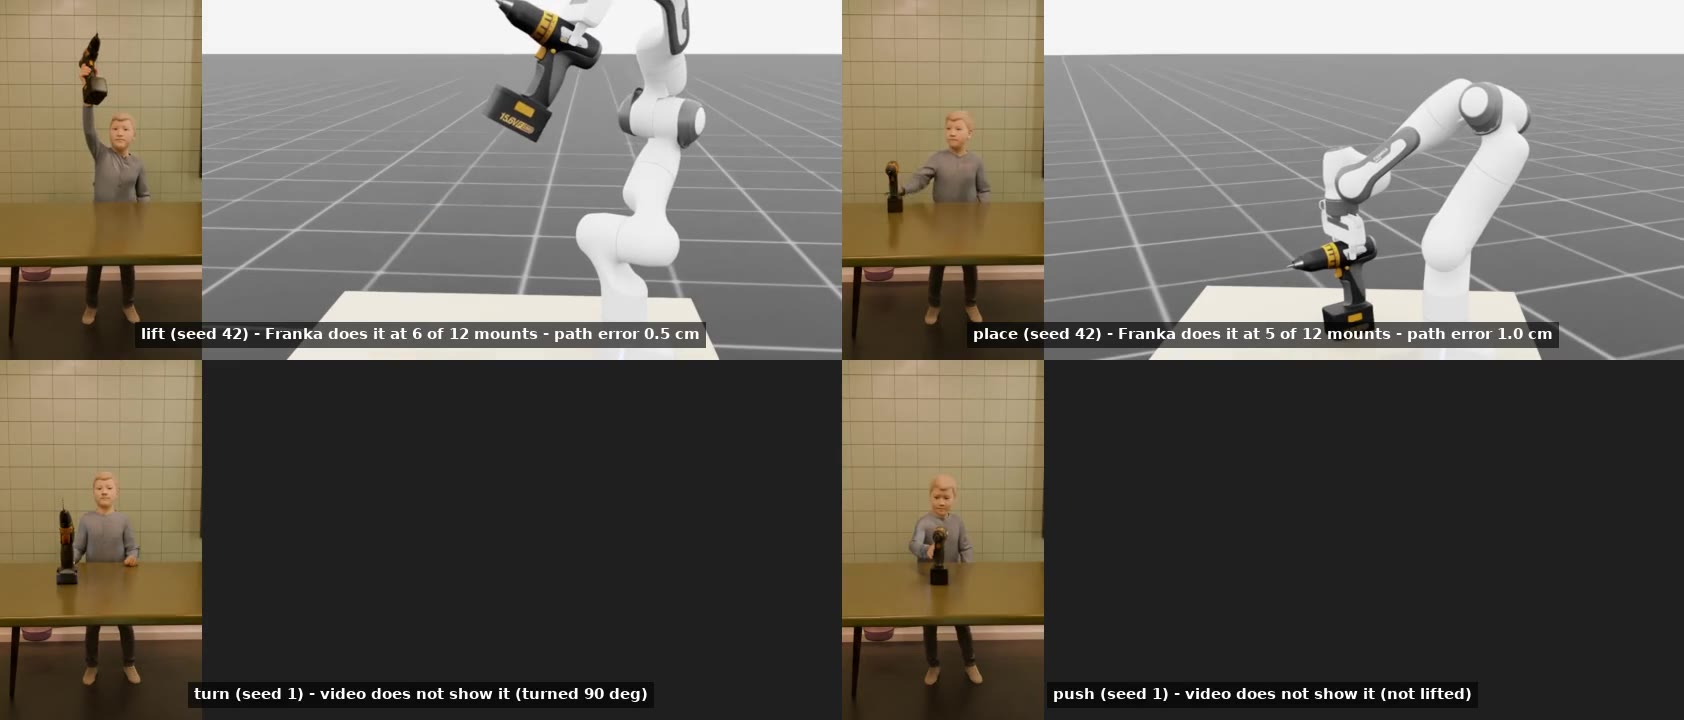 15.6V
lift (seed 42) - Franka does it at 6 of 12 mounts - path error 0.5 cm
place (seed 42) - Franka does it at 5 of 12 mounts - path error 1.0 cm
turn (seed 1) - video does not show it (turned 90 deg)
push (seed 1) - video does not show it (not lifted)